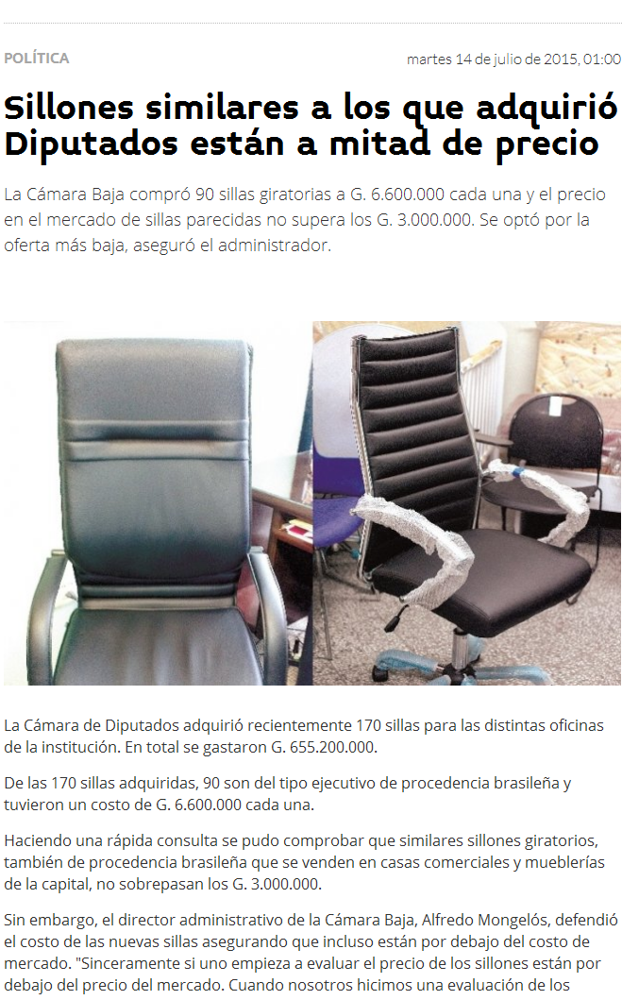 POLÍTICA
martes 14 de julio de 2015, 01:00
Sillones similares a los que adquirió
Diputados están a mitad de precio
La Cámara Baja compró 90 sillas giratorias a G. 6.600.000 cada una y el precio
en el mercado de sillas parecidas no supera los G. 3.000.000. Se optó por la
oferta más baja, aseguró el administrador.
La Cámara de Diputados adquirió recientemente 170 sillas para las distintas oficinas
de la institución. En total se gastaron G. 655.200.000.
De las 170 sillas adquiridas, 90 son del tipo ejecutivo de procedencia brasileña y
tuvieron un costo de G. 6.600.000 cada una.
Haciendo una rápida consulta se pudo comprobar que similares sillones giratorios,
también de procedencia brasileña que se venden en casas comerciales y mueblerías
de la capital, no sobrepasan los G. 3.000.000.
Sin embargo, el director administrativo de la Cámara Baja, Alfredo Mongelós, defendió
el costo de las nuevas sillas asegurando que incluso están por debajo del costo de
mercado. "Sinceramente si uno empieza a evaluar el precio de los sillones están por
debajo del precio del mercado. Cuando nosotros hicimos una evaluación de los